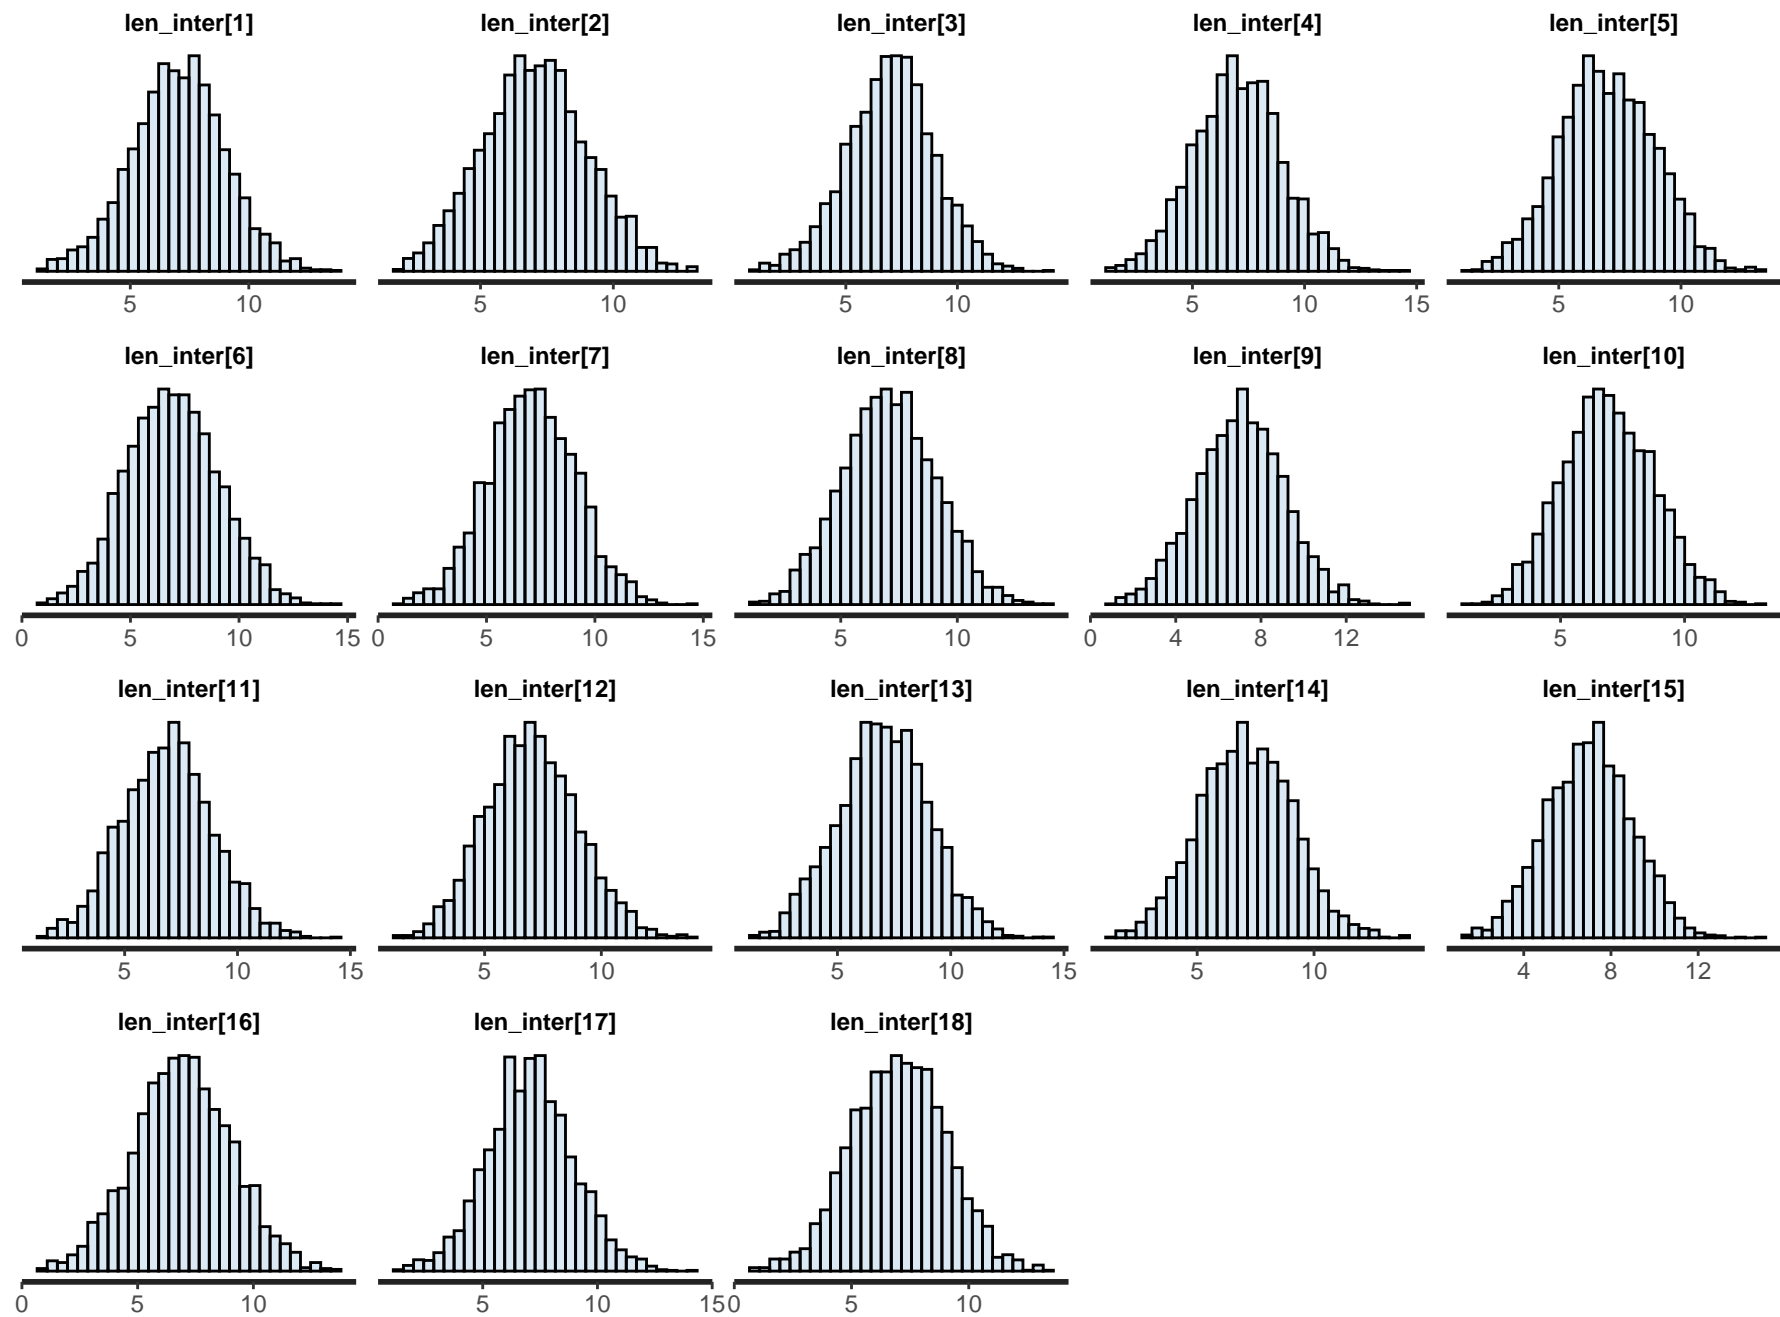 len_inter[1] len_inter[2] len_inter[3] len_inter[4] len_inter[5]
5 10 5 10 5 10 5 10 15 5 10
len_inter[6] len_inter[7] len_inter[8] len_inter[9] len_inter[10]
0 5 10 15 0 5 10 15 5 10 0 4 8 12 5 10
len_inter[11] len_inter[12] len_inter[13] len_inter[14] len_inter[15]
5 10 15 5 10 5 10 15 5 10 4 8 12
len_inter[16] len_inter[17] len_inter[18]
0 5 10 5 10 15 0 5 10